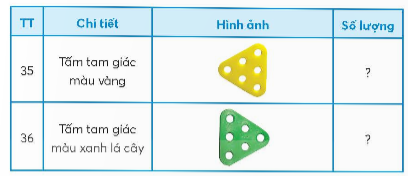 TT Chi tiết Hình ảnh Số lượng
35 Tấm tam giác màu vàng ?
36 Tấm tam giác màu xanh lá cây ?